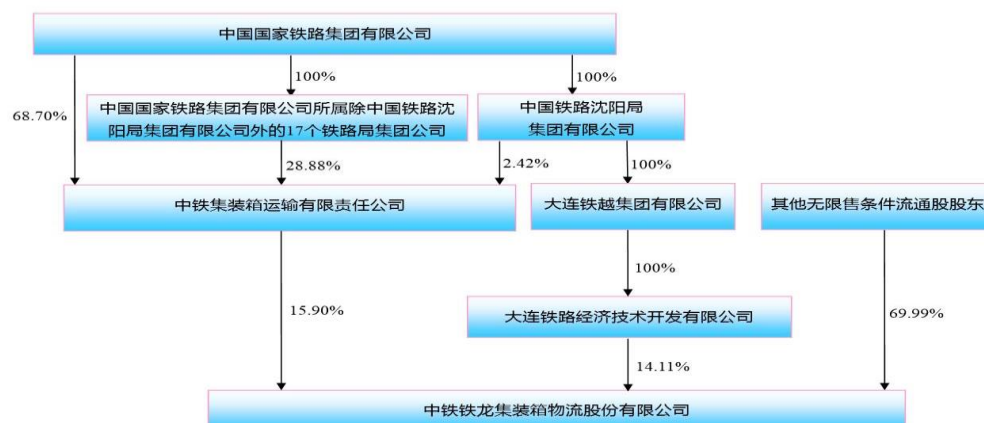 中国国家铁路集团有限公司
100%
100%
68.70%
中国国家铁路集团有限公司所属除中国铁路沈
阳局集团有限公司外的17个铁路局集团公司
中国铁路沈阳局
集团有限公司
28.88%
2.42%
100%
中铁集装箱运输有限责任公司
大连铁越集团有限公司
其他无限售条件流通股股东
100%
15.90%
大连铁路经济技术开发有限公司
69.99%
14.11%
中铁铁龙集装箱物流股份有限公司